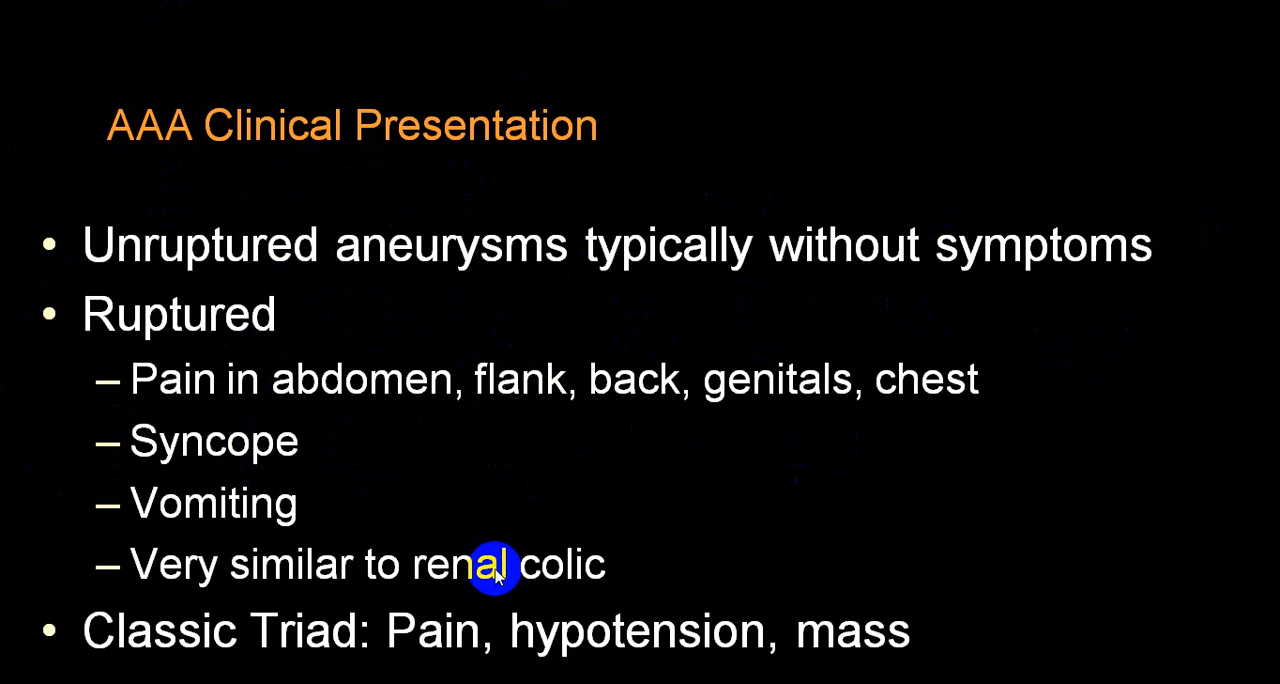 AAA Clinical Presentation
• Unruptured aneurysms typically without symptoms
• Ruptured
– Pain in abdomen, flank, back, genitals, chest
– Syncope
– Vomiting
– Very similar to renal colic
• Classic Triad: Pain, hypotension, mass